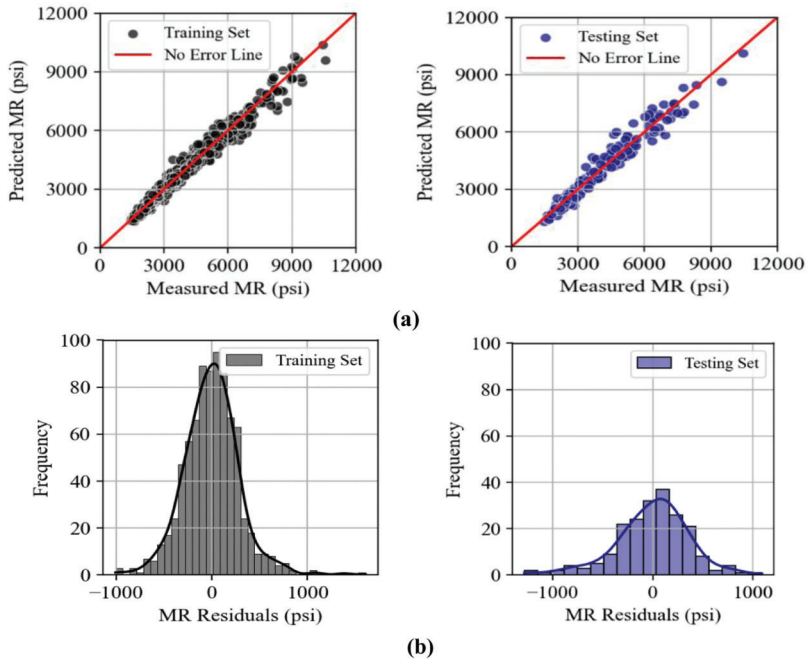 12000
9000
6000
3000
0
Predicted MR (psi)
Training Set
No Error Line
0
3000
6000
9000
12000
Measured MR (psi)
12000
9000
6000
3000
0
Predicted MR (psi)
Testing Set
No Error Line
0
3000
6000
9000
12000
Measured MR (psi)
(a)
100
80
60
40
20
0
Frequency
Training Set
−1000
0
1000
MR Residuals (psi)
100
80
60
40
20
0
Frequency
Testing Set
−1000
0
1000
MR Residuals (psi)
(b)